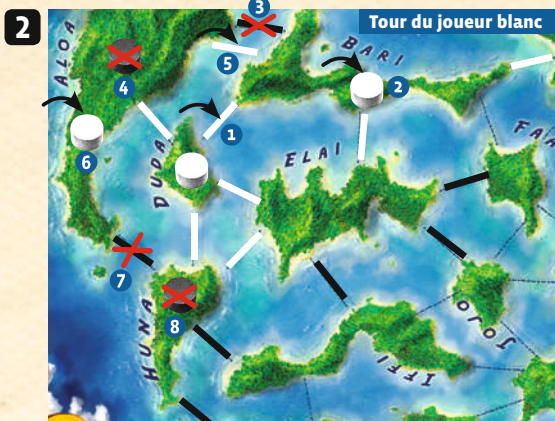 2
Tour du joueur blanc
3
ALOA
5
BARI
4
2
1
6
ELAI
FAA
DUDA
7
8
HUNA
JOJO
IFFI